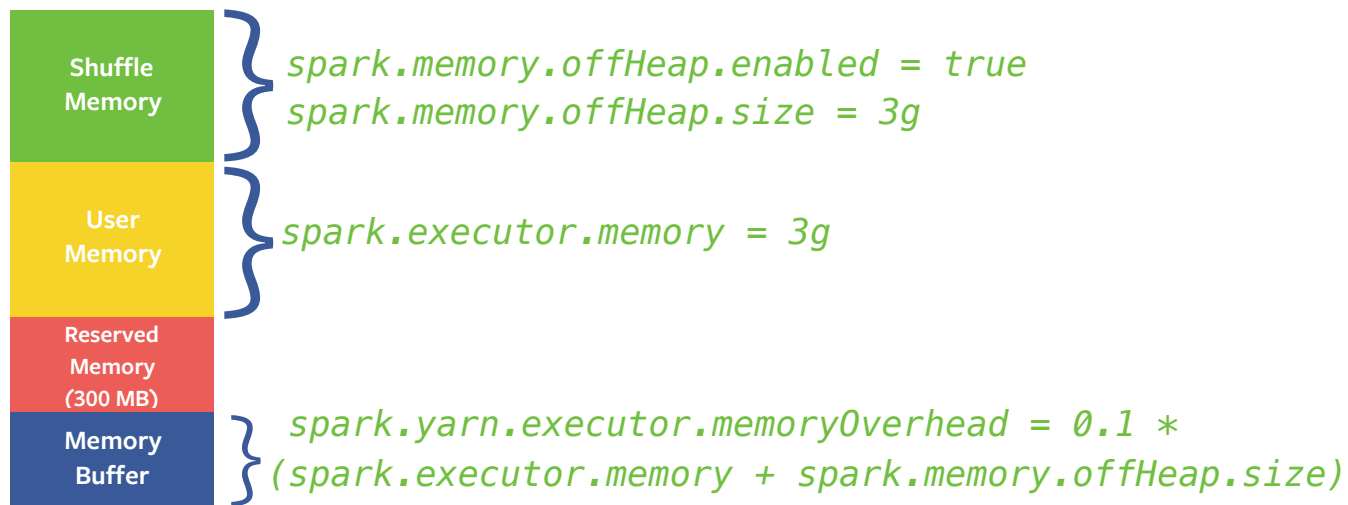 Shuffle
Memory
spark.memory.offHeap.enabled = true
spark.memory.offHeap.size = 3g
User
Memory
spark.executor.memory = 3g
Reserved
Memory
(300 MB)
Memory
Buffer
spark.yarn.executor.memoryOverhead = 0.1 *
(spark.executor.memory + spark.memory.offHeap.size)